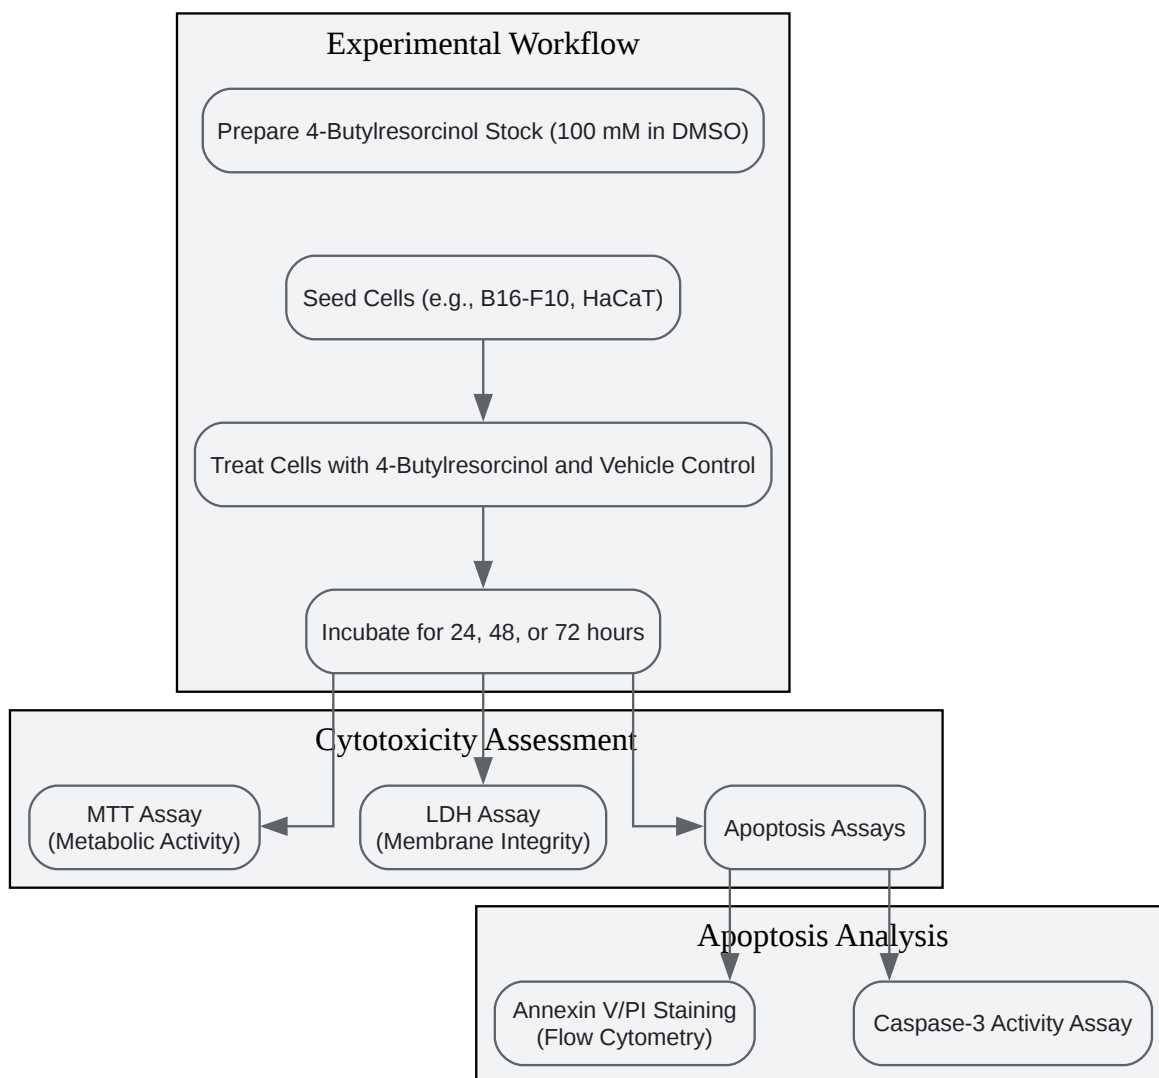 Experimental Workflow
Prepare 4-Butylresorcinol Stock (100 mM in DMSO)
Seed Cells (e.g., B16-F10, HaCaT)
Treat Cells with 4-Butylresorcinol and Vehicle Control
Incubate for 24, 48, or 72 hours
Cytotoxicity Assessment
MTT Assay
(Metabolic Activity)
LDH Assay
(Membrane Integrity)
Apoptosis Assays
Apoptosis Analysis
Annexin V/PI Staining
(Flow Cytometry)
Caspase-3 Activity Assay